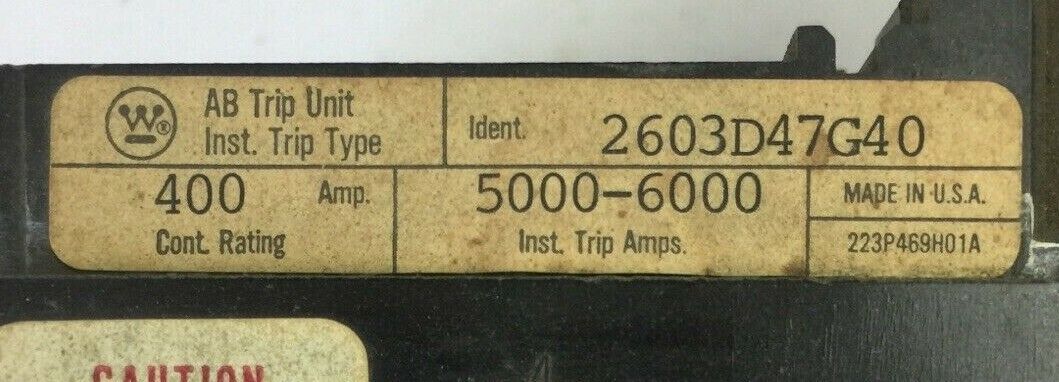 W®
AB Trip Unit
Inst. Trip Type
Ident. 2603D47G40
400 Amp.
Cont. Rating
5000-6000
Inst. Trip Amps.
MADE IN U.S.A.
223P469H01A
CAUTION